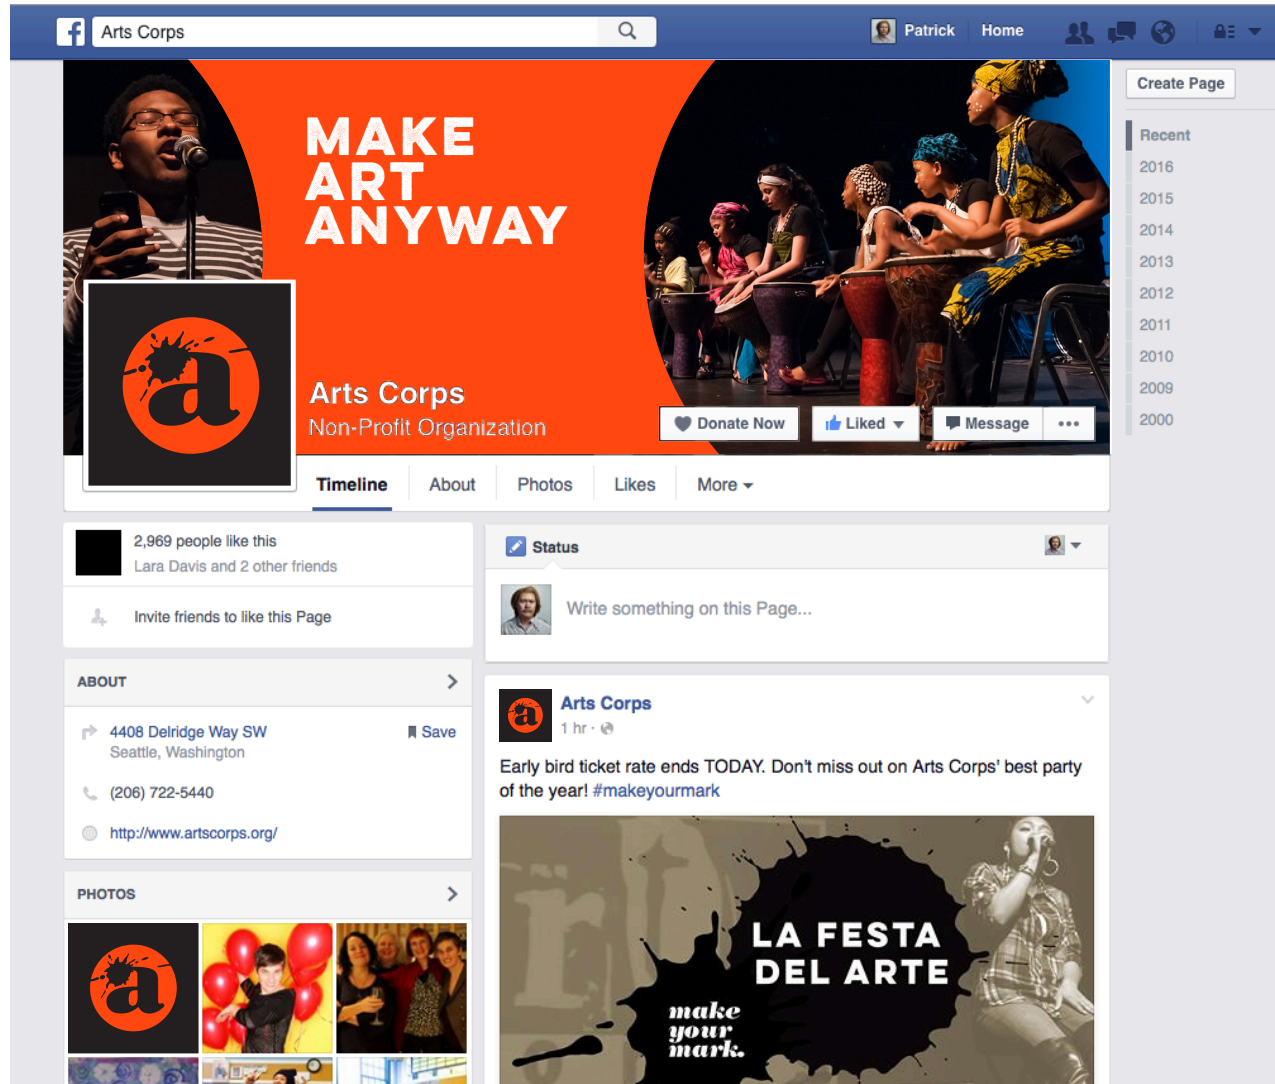 Arts Corps
Patrick
Home
Create Page
Recent
2016
2015
2014
2013
2012
2011
2010
2009
2000
MAKE
ART
ANYWAY
a
Arts Corps
Non-Profit Organization
Donate Now
Liked
Message
Timeline
About
Photos
Likes
More
2,969 people like this
Lara Davis and 2 other friends
Invite friends to like this Page
ABOUT
4408 Delridge Way SW
Save
Seattle, Washington
(206) 722-5440
http://www.artscorps.org/
PHOTOS
a
Status
Write something on this Page...
a
Arts Corps
1 hr ·
Early bird ticket rate ends TODAY. Don't miss out on Arts Corps' best party
of the year! #makeyourmark
LA FESTA
DEL ARTE
make
your
mark.